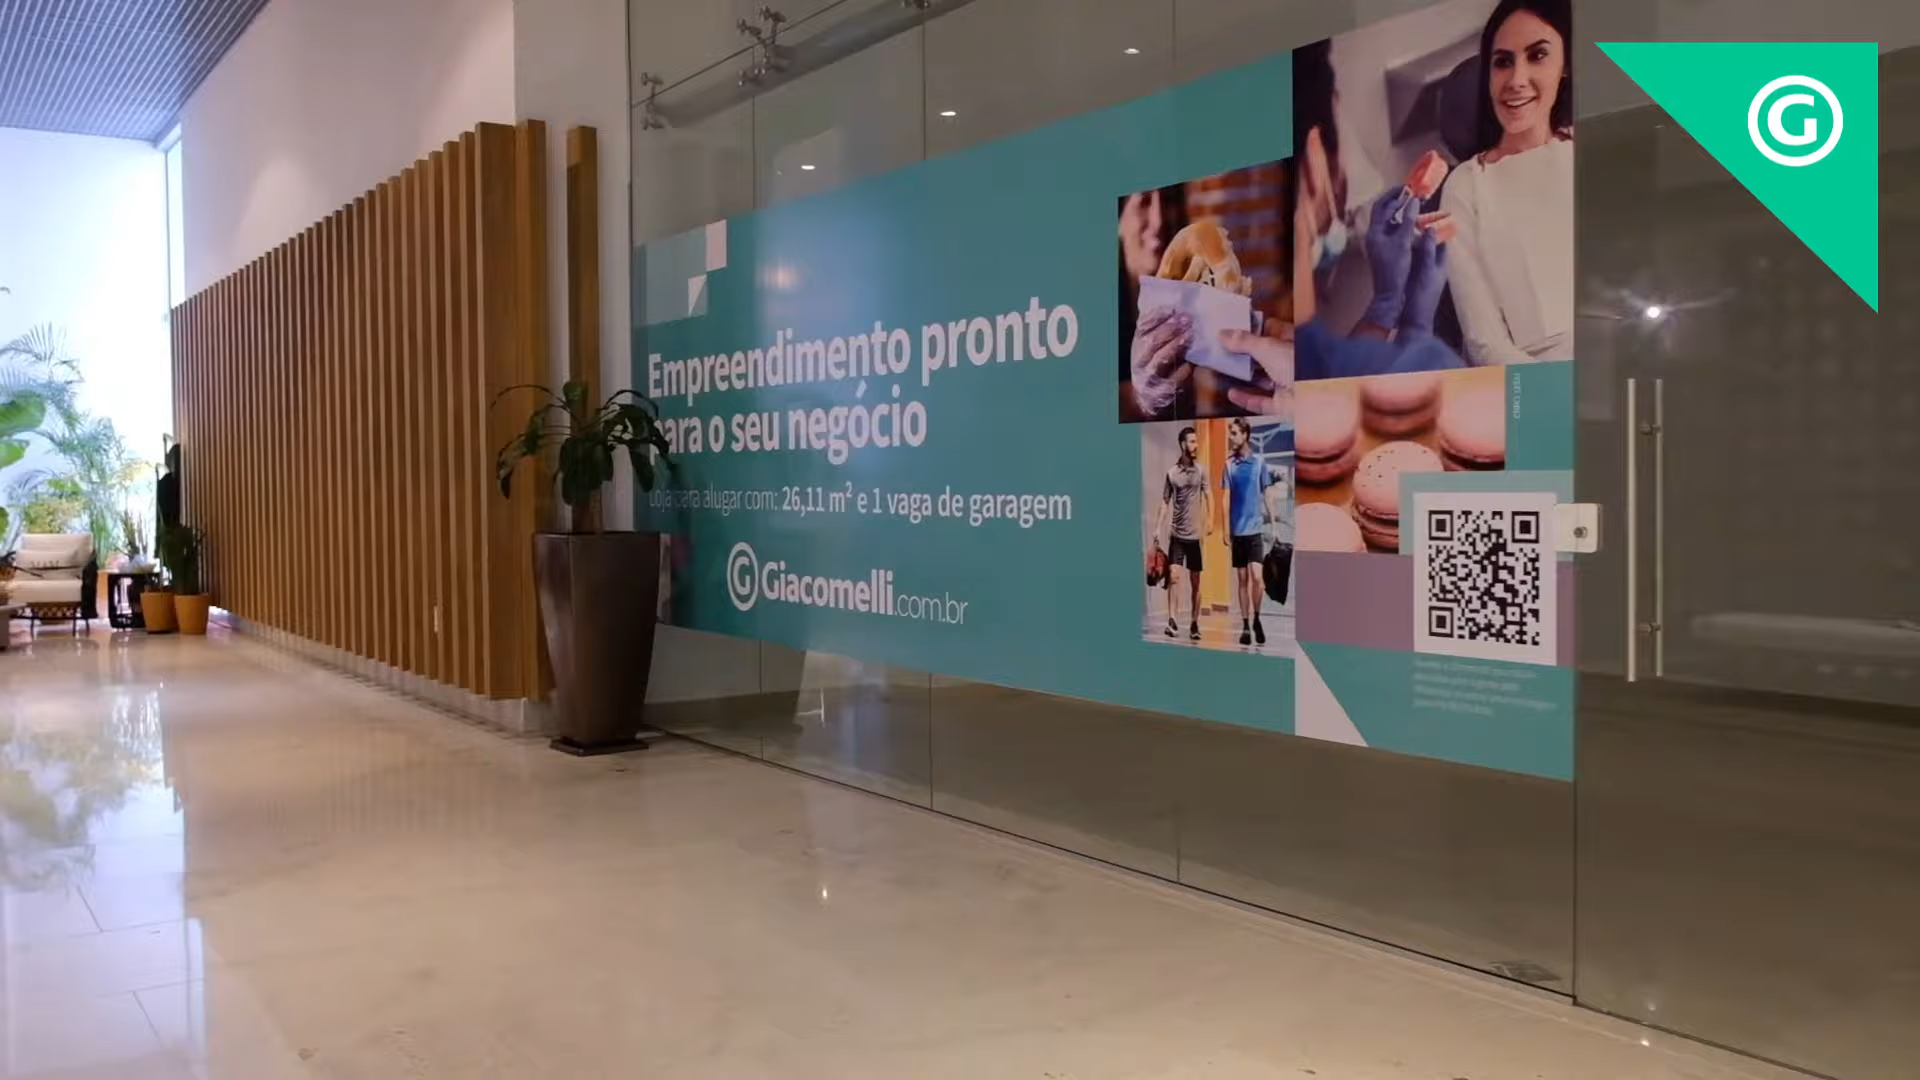 Empreendimento pronto
para o seu negócio
Loja para alugar com: 26,11 m² e 1 vaga de garagem
G Giacomelli.com.br
G